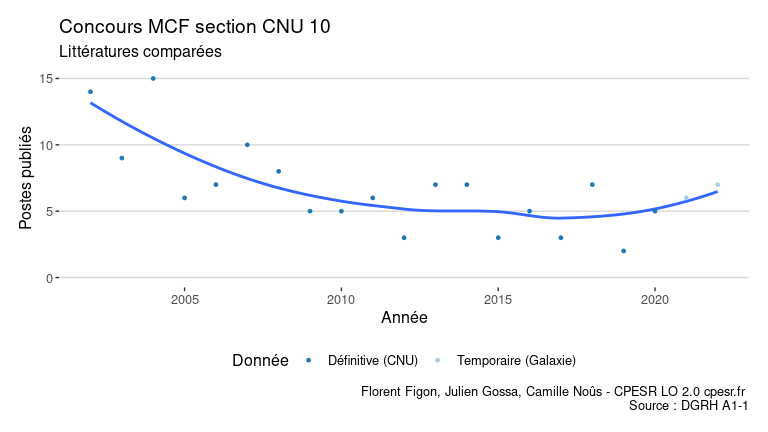 Concours MCF section CNU 10
Littératures comparées
Postes publiés
15
10
5
0
2005
2010
2015
2020
Année
Donnée
Définitive (CNU)
Temporaire (Galaxie)
Florent Figon, Julien Gossa, Camille Noûs - CPESR LO 2.0 cpesr.fr
Source : DGRH A1-1